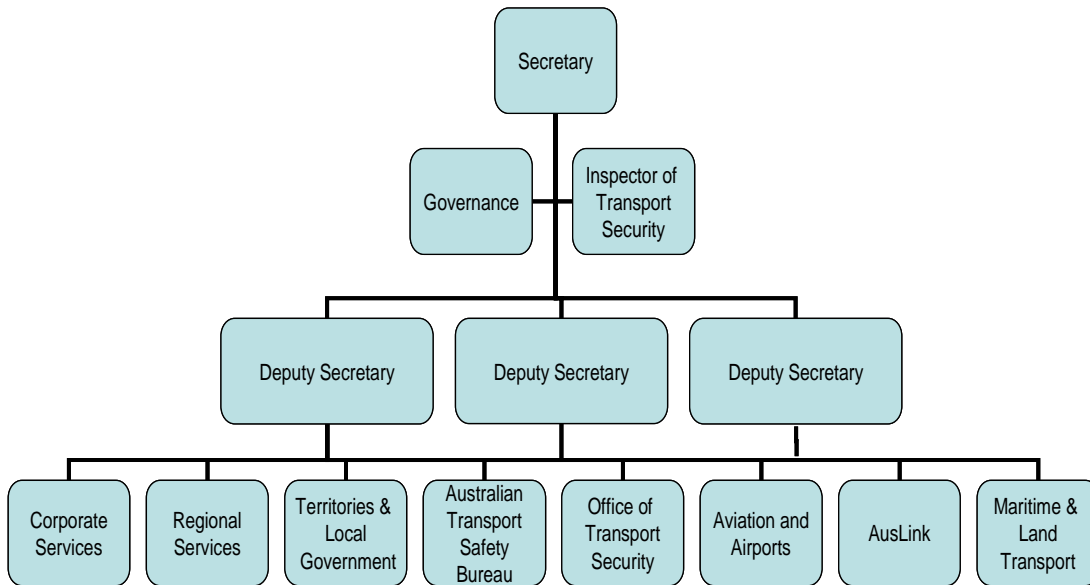 Secretary
Governance
Inspector of
Transport
Security
Deputy Secretary
Deputy Secretary
Deputy Secretary
Corporate
Services
Regional
Services
Territories &
Local
Government
Australian
Transport
Safety
Bureau
Office of
Transport
Security
Aviation and
Airports
AusLink
Maritime &
Land
Transport